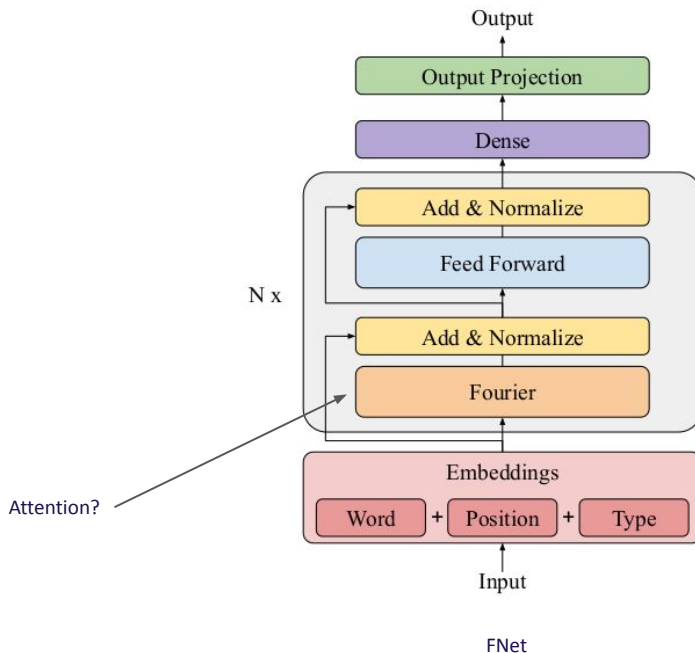 Output
Output Projection
Dense
Add & Normalize
Feed Forward
N x
Add & Normalize
Fourier
Embeddings
Attention?
Word + Position + Type
Input
FNet